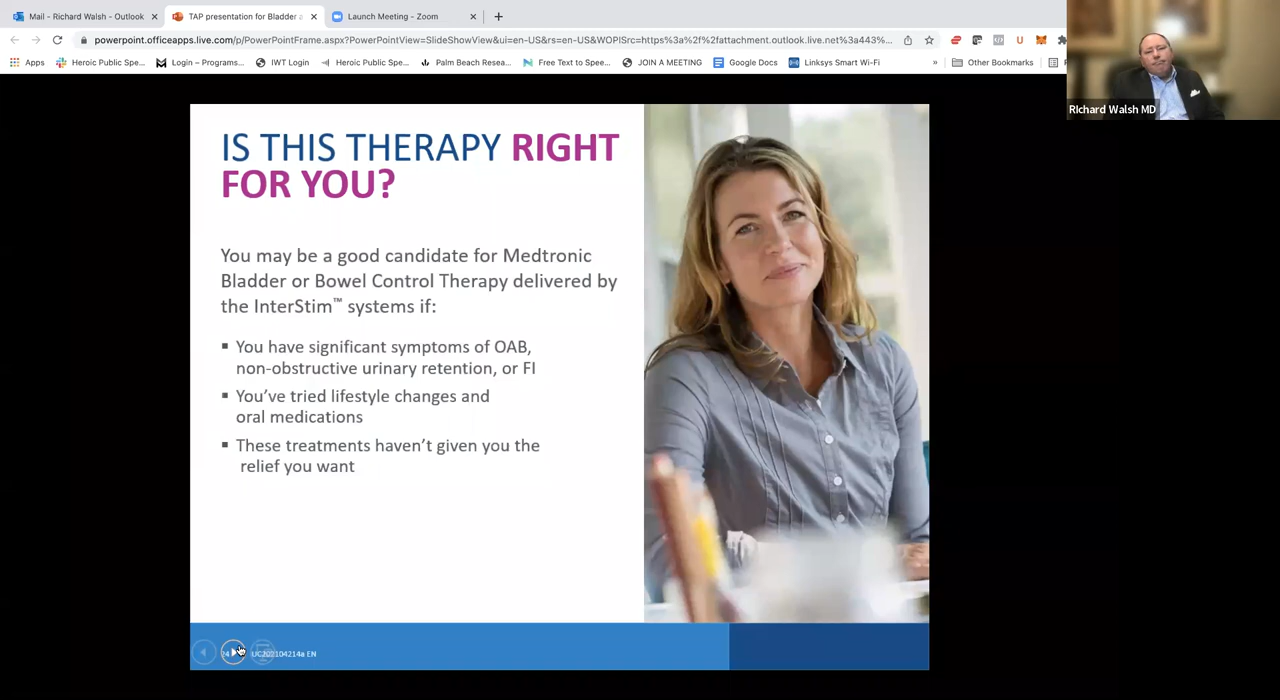 Mail - Richard Walsh - Outlook
TAP presentation for Bladder a
Launch Meeting - Zoom
powerpoint.officeapps.live.com/p/PowerPointFrame.aspx?PowerPointView=SlideShowView&ui=en-US&rs=en-US&WOPISrc=https%3a%2f%2fattachment.outlook.live.net%3a443%...
Apps
Heroic Public Spe...
Login – Programs...
IWT Login
Heroic Public Spe...
Palm Beach Resea...
Free Text to Spee...
JOIN A MEETING
Google Docs
Linksys Smart Wi-Fi
»
Other Bookmarks
RIchard Walsh MD
IS THIS THERAPY RIGHT
FOR YOU?
You may be a good candidate for Medtronic
Bladder or Bowel Control Therapy delivered by
the InterStim™ systems if:
▪ You have significant symptoms of OAB,
non-obstructive urinary retention, or FI
▪ You've tried lifestyle changes and
oral medications
▪ These treatments haven't given you the
relief you want
UC202104214a EN